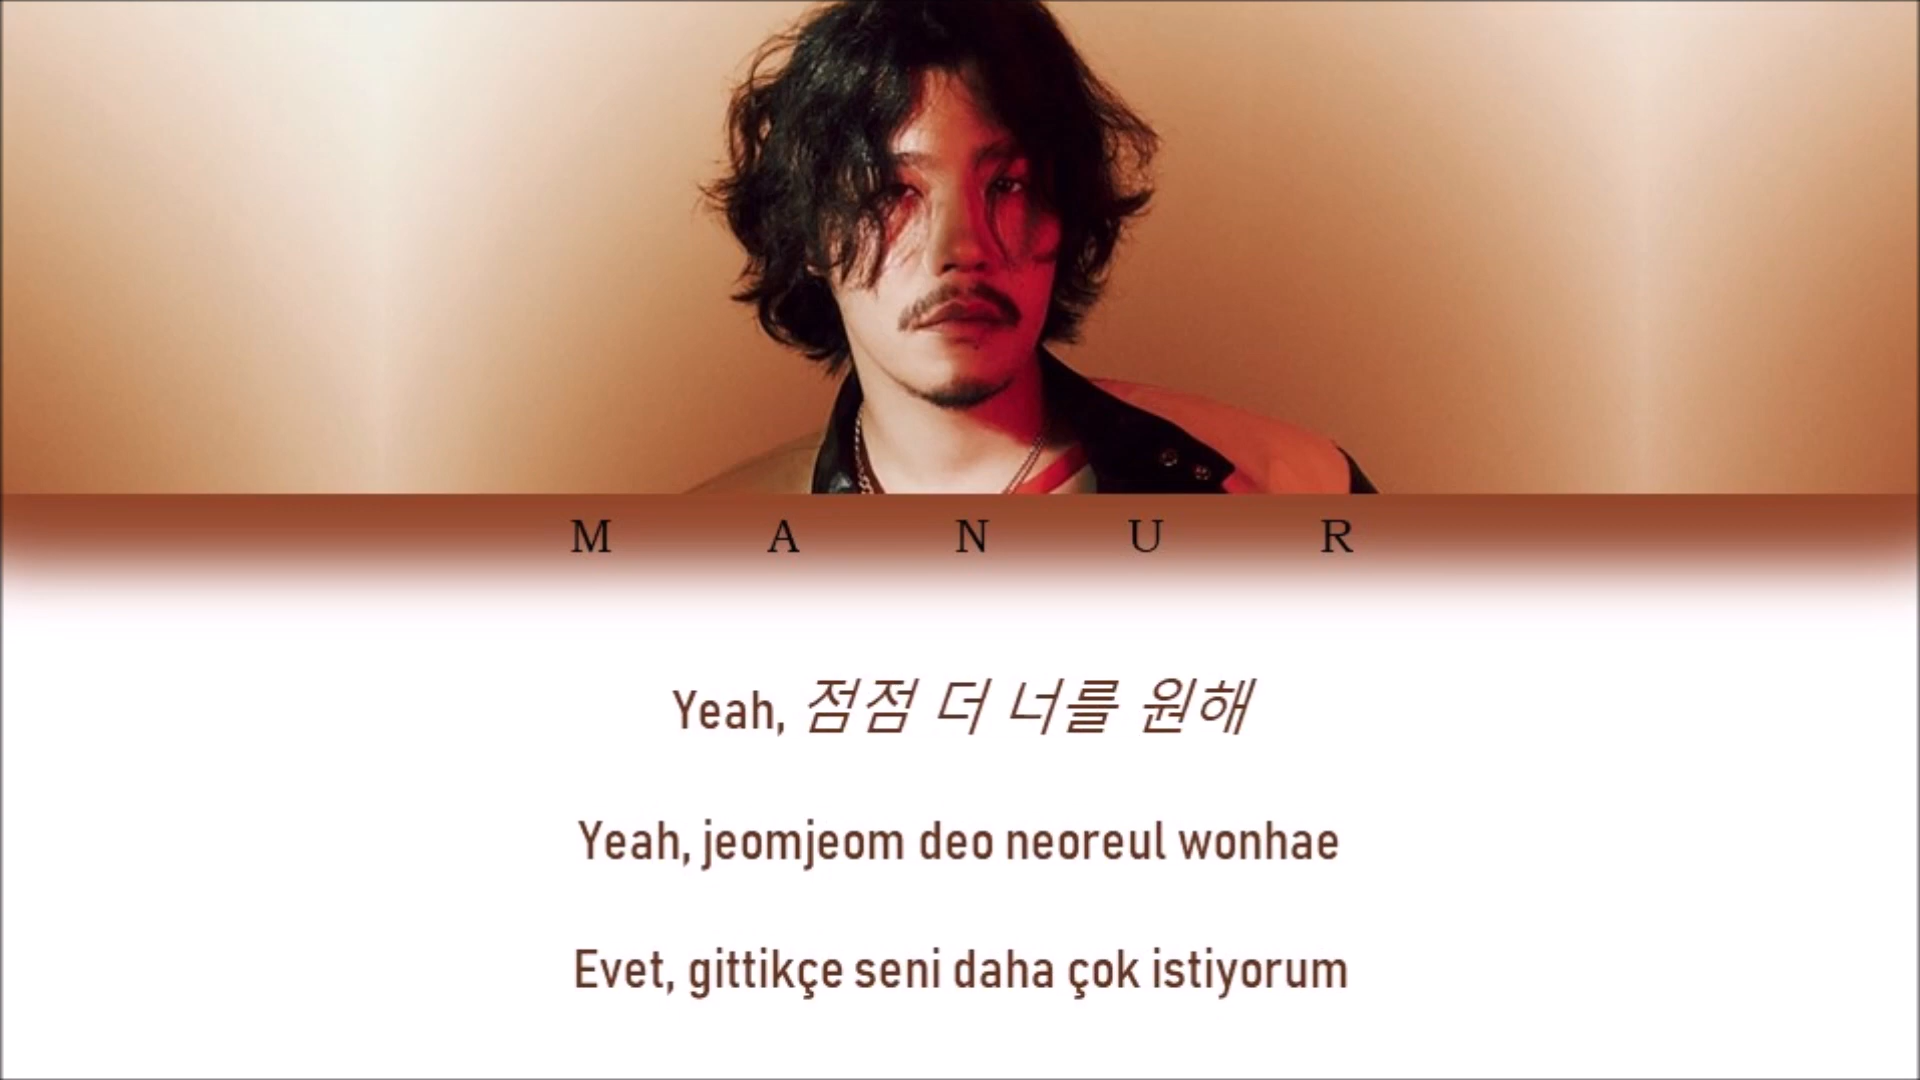 M A N U R
Yeah, 점점 더 너를 원해
Yeah, jeomjeom deo neoreul wonhae
Evet, gittikçe seni daha çok istiyorum